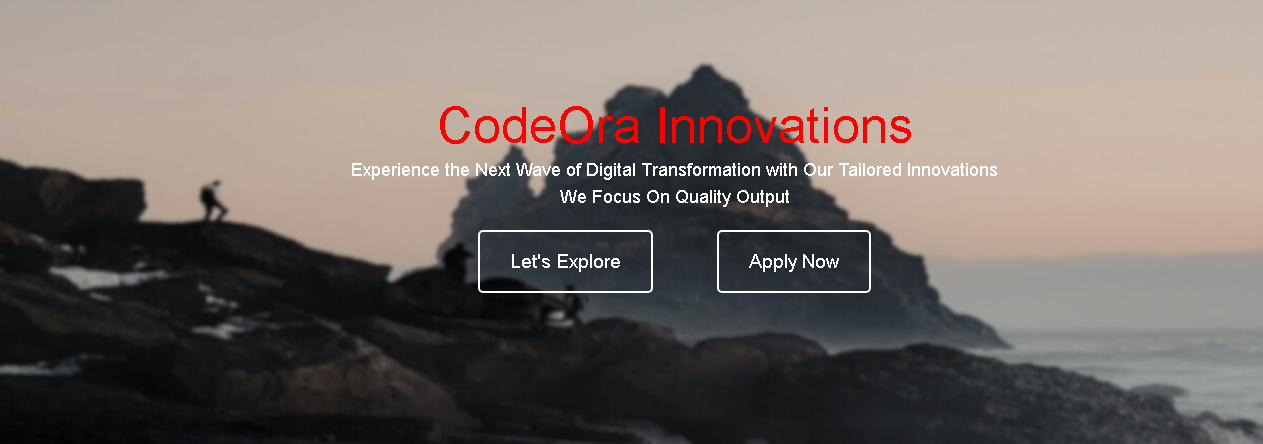 CodeOra Innovations
Experience the Next Wave of Digital Transformation with Our Tailored Innovations
We Focus On Quality Output
Let's Explore
Apply Now